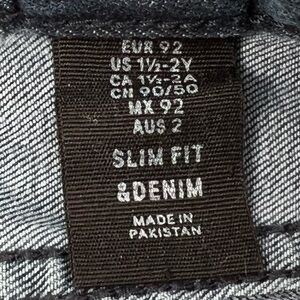 EUR 92
US 1½-2Y
CA 1½-2A
CN 90/50
MX 92
AUS 2
SLIM FIT
&DENIM
MADE IN
PAKISTAN